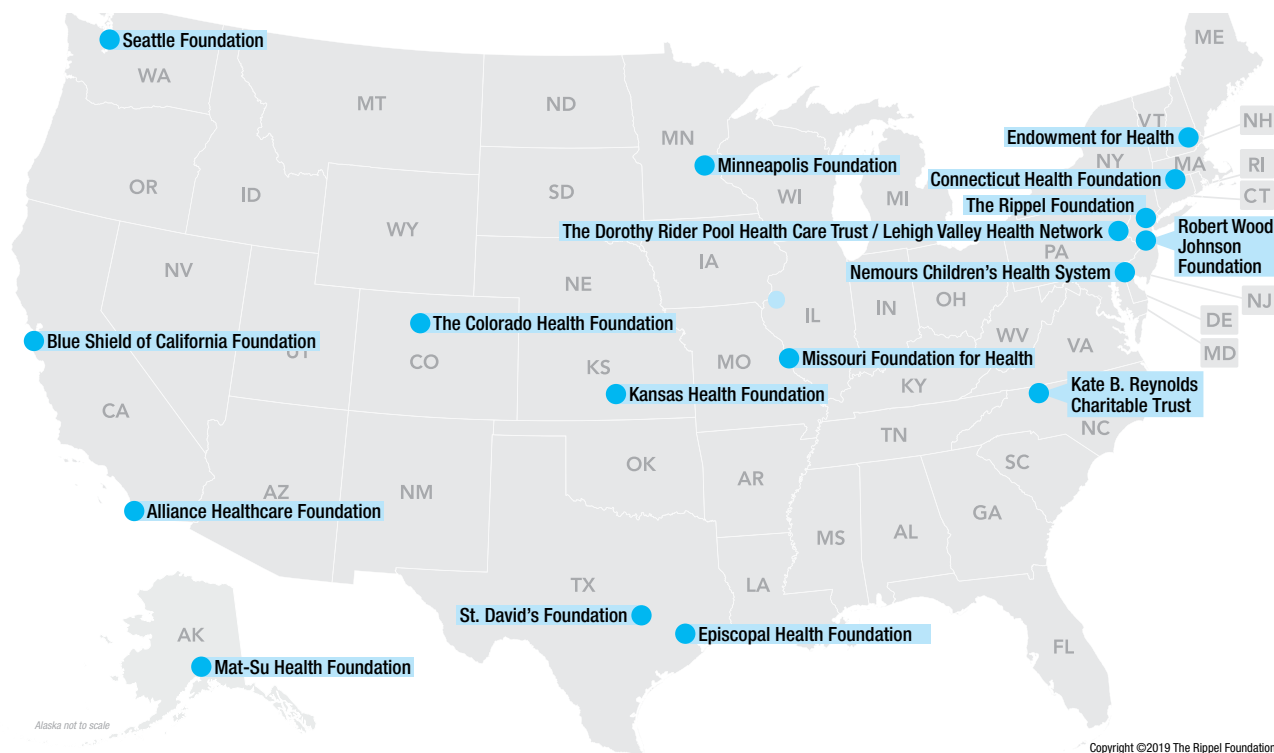 ME
Seattle Foundation
WA
MT
ND
MN
VT
NH
Endowment for Health
NY
MA
RI
Minneapolis Foundation
Connecticut Health Foundation
OR
ID
SD
WI
MI
CT
The Rippel Foundation
WY
The Dorothy Rider Pool Health Care Trust / Lehigh Valley Health Network
Robert Wood
Johnson
Foundation
PA
IA
NV
Nemours Children's Health System
NE
OH
NJ
IL
IN
DE
The Colorado Health Foundation
WV
VA
MD
Blue Shield of California Foundation
UT
CO
KS
MO
Missouri Foundation for Health
KY
Kansas Health Foundation
Kate B. Reynolds
Charitable Trust
CA
NC
TN
OK
SC
AR
AZ
NM
Alliance Healthcare Foundation
GA
MS
AL
TX
LA
St. David's Foundation
AK
Episcopal Health Foundation
FL
Mat-Su Health Foundation
Alaska not to scale
Copyright ©2019 The Rippel Foundation